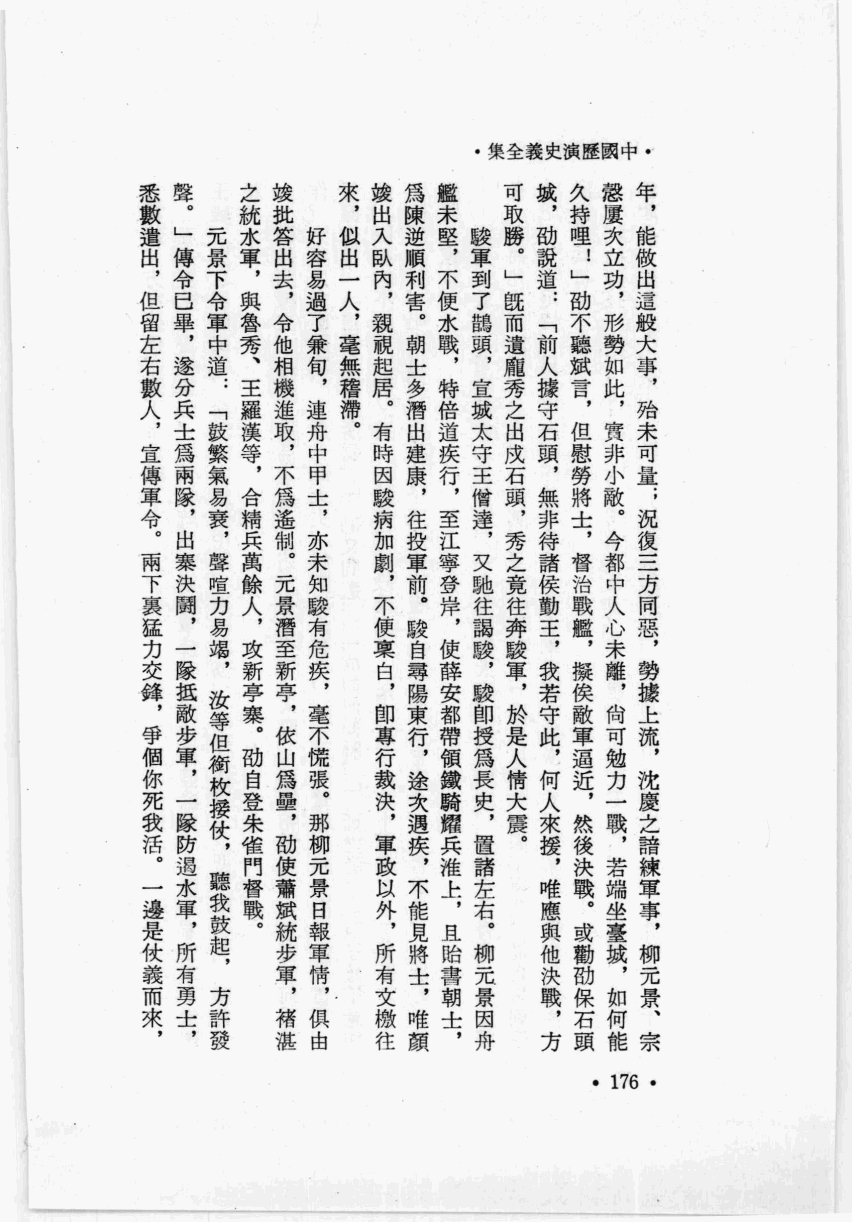 •中國歷演史義全集•
年，能做出這般大事，殆未可量；況復三方同惡，勢據上流，沈慶之諳練軍事，柳元景、宗
愨屢次立功，形勢如此，實非小敵。今都中人心未離，尙可勉力一戰，若端坐臺城，如何能
久持哩！」劭不聽斌言，但慰勞將士，督治戰艦，擬俟敵軍逼近，然後決戰。或勸劭保石頭
城，劭說道：「前人據守石頭，無非待諸侯勤王，我若守此，何人來援，唯應與他決戰，方
可取勝。」旣而遣龐秀之出戍石頭，秀之竟往奔駿軍，於是人情大震。
駿軍到了鵲頭，宣城太守王僧達，又馳往謁駿，駿卽授爲長史，置諸左右。柳元景因舟
艦未堅，不便水戰，特倍道疾行，至江寧登岸，使薛安都帶領鐵騎耀兵淮上，且貽書朝士，
爲陳逆順利害。朝士多潛出建康，往投軍前。駿自尋陽東行，途次遇疾，不能見將士，唯顏
竣出入臥內，親視起居。有時因駿病加劇，不便稟白，卽專行裁決，軍政以外，所有文檄往
來，似出一人，毫無稽滯。
好容易過了兼旬，連舟中甲士，亦未知駿有危疾，毫不慌張。那柳元景日報軍情，俱由
竣批答出去，令他相機進取，不爲遙制。元景潛至新亭，依山爲壘，劭使蕭斌統步軍，褚湛
之統水軍，與魯秀、王羅漢等，合精兵萬餘人，攻新亭寨。劭自登朱雀門督戰。
元景下令軍中道：「鼓繁氣易衰，聲喧力易竭，汝等但銜枚接仗，聽我鼓起，方許發
聲。」傳令已畢，遂分兵士爲兩隊，出寨決鬭，一隊抵敵步軍，一隊防遏水軍，所有勇士，
悉數遣出，但留左右數人，宣傳軍令。兩下裏猛力交鋒，爭個你死我活。一邊是仗義而來，
•176•